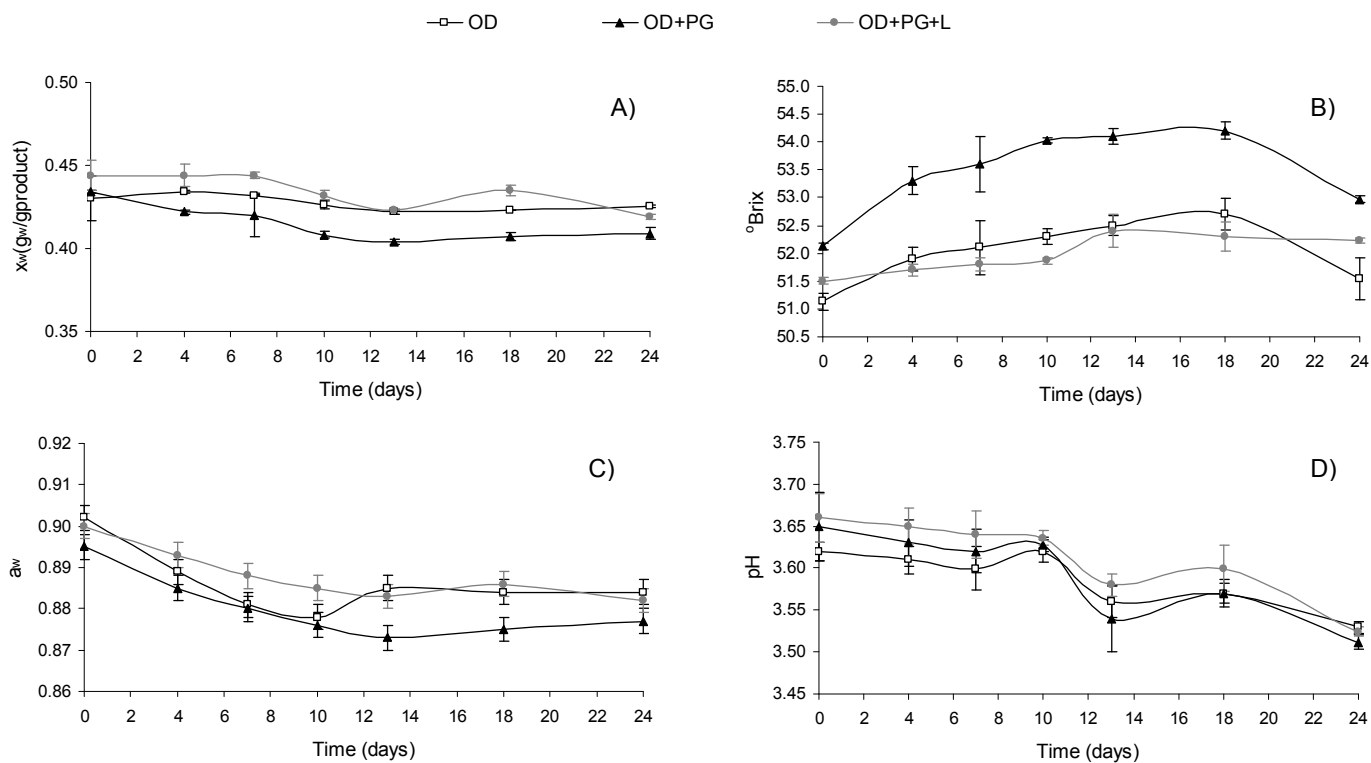 OD OD+PG OD+PG+L
A)
xw(gw/gproduct)
0.50
0.45
0.40
0.35
0 2 4 6 8 10 12 14 16 18 20 22 24
Time (days)
B)
ºBrix
55.0
54.5
54.0
53.5
53.0
52.5
52.0
51.5
51.0
50.5
0 2 4 6 8 10 12 14 16 18 20 22 24
Time (days)
C)
aw
0.92
0.91
0.90
0.89
0.88
0.87
0.86
0 2 4 6 8 10 12 14 16 18 20 22 24
Time (days)
D)
pH
3.75
3.70
3.65
3.60
3.55
3.50
3.45
0 2 4 6 8 10 12 14 16 18 20 22 24
Time (days)